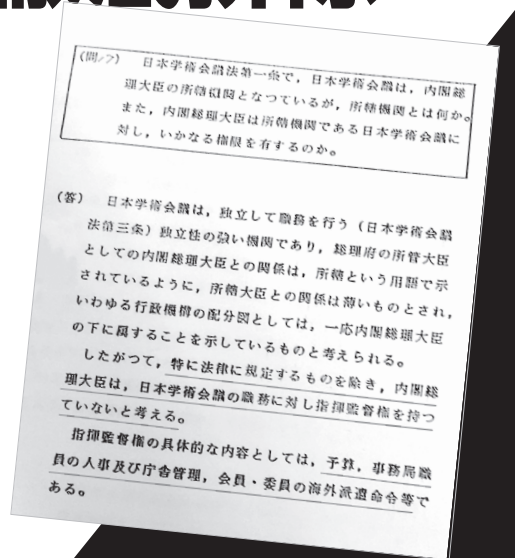 (問17) 日本学術会議法第一条で,日本学術会議は,内閣総
理大臣の所轄機関となつているが,所轄機関とは何か。
また,内閣総理大臣は所轄機関である日本学術会議に
対し,いかなる権限を有するのか。
(答) 日本学術会議は,独立して職務を行う(日本学術会議
法第三条)独立性の強い機関であり,総理府の所管大臣
としての内閣総理大臣との関係は,所轄という用語で示
されているように,所轄大臣との関係は薄いものとされ,
いわゆる行政機構の配分図としては,一応内閣総理大臣
の下に属することを示しているものと考えられる。
したがつて,特に法律に規定するものを除き,内閣総
理大臣は,日本学術会議の職務に対し指揮監督権を持つ
ていないと考える。
指揮監督権の具体的な内容としては,予算,事務局職
員の人事及び庁舎管理,会員・委員の海外派遣命令等で
ある。